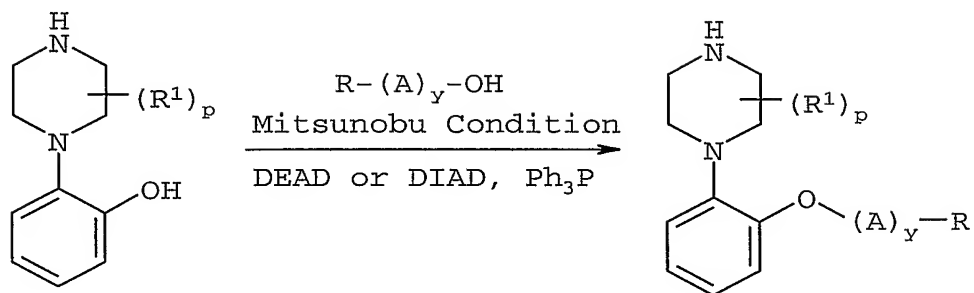 H
N
(R¹)ₚ
N
OH
R-(A)ᵧ-OH
Mitsunobu Condition
DEAD or DIAD, Ph₃P
H
N
(R¹)ₚ
N
O
(A)ᵧ-R